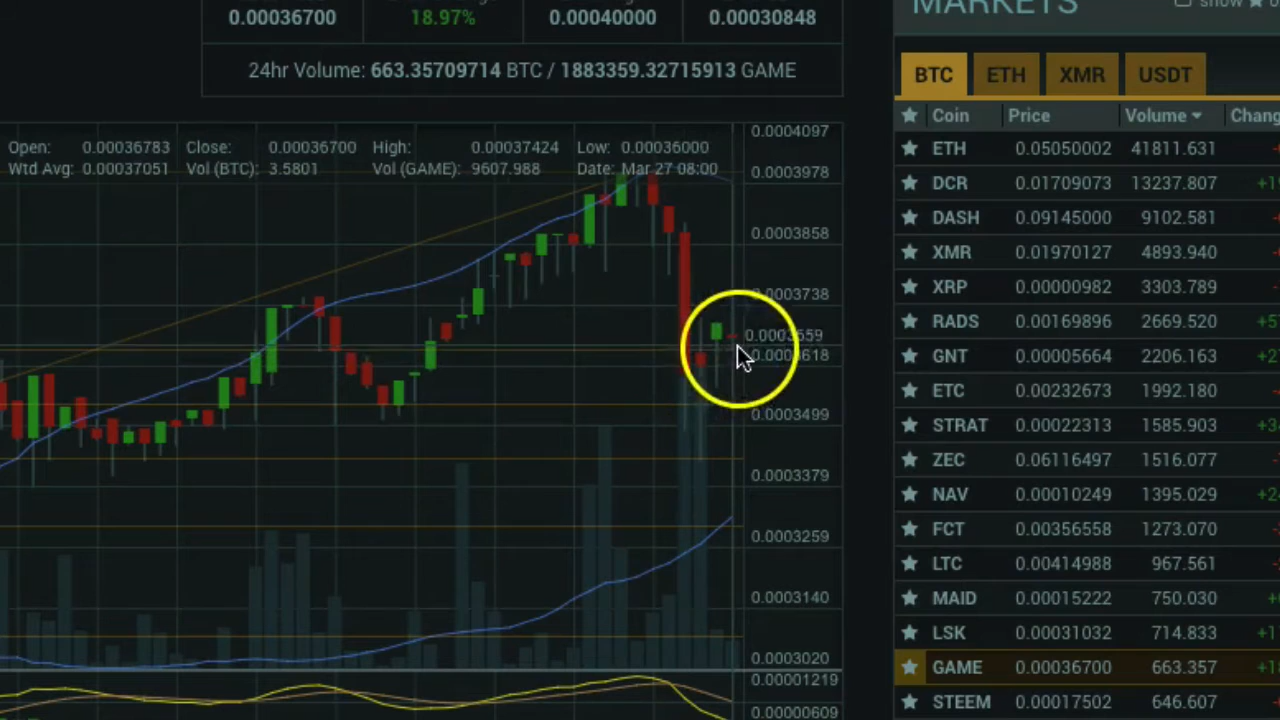 0.00036700 18.97% 0.00040000 0.00030848
24hr Volume: 663.35709714 BTC / 1883359.32715913 GAME
Open: 0.00036783 Close: 0.00036700 High: 0.00037424 Low: 0.00036000
Wtd Avg: 0.00037051 Vol (BTC): 3.5801 Vol (GAME): 9607.988 Date: Mar 27 08:00
0.0004097
0.0003978
0.0003858
0.0003738
0.0003659
0.0003618
0.0003499
0.0003379
0.0003259
0.0003140
0.0003020
0.00001219
0.00000609
MARKETS show
BTC ETH XMR USDT
Coin Price Volume Chang
ETH 0.05050002 41811.631
DCR 0.01709073 13237.807
DASH 0.09145000 9102.581
XMR 0.01970127 4893.940
XRP 0.00000982 3303.789
RADS 0.00169896 2669.520
GNT 0.00005664 2206.163
ETC 0.00232673 1992.180
STRAT 0.00022313 1585.903
ZEC 0.06116497 1516.077
NAV 0.00010249 1395.029
FCT 0.00356558 1273.070
LTC 0.00414988 967.561
MAID 0.00015222 750.030
LSK 0.00031032 714.833
GAME 0.00036700 663.357
STEEM 0.00017502 646.607